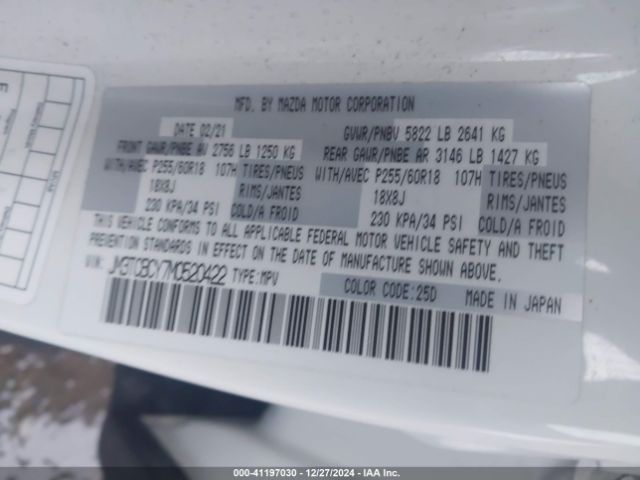 MFD. BY MAZDA MOTOR CORPORATION
DATE 02/21 GVWR/PNBV 5822 LB 2641 KG
FRONT GAWR/PNBE AV 2756 LB 1250 KG REAR GAWR/PNBE AR 3146 LB 1427 KG
WITH/AVEC P255/60R18 107H TIRES/PNEUS WITH/AVEC P255/60R18 107H TIRES/PNEUS
18X8J RIMS/JANTES 18X8J RIMS/JANTES
230 KPA/34 PSI COLD/A FROID 230 KPA/34 PSI COLD/A FROID
THIS VEHICLE CONFORMS TO ALL APPLICABLE FEDERAL MOTOR VEHICLE SAFETY AND THEFT
PREVENTION STANDARDS IN EFFECT ON THE DATE OF MANUFACTURE SHOWN ABOVE.
VIN: JM3TCBCY7M0520422 TYPE:MPV
COLOR CODE:25D MADE IN JAPAN
000-41197030 — 12/27/2024 — IAA Inc.